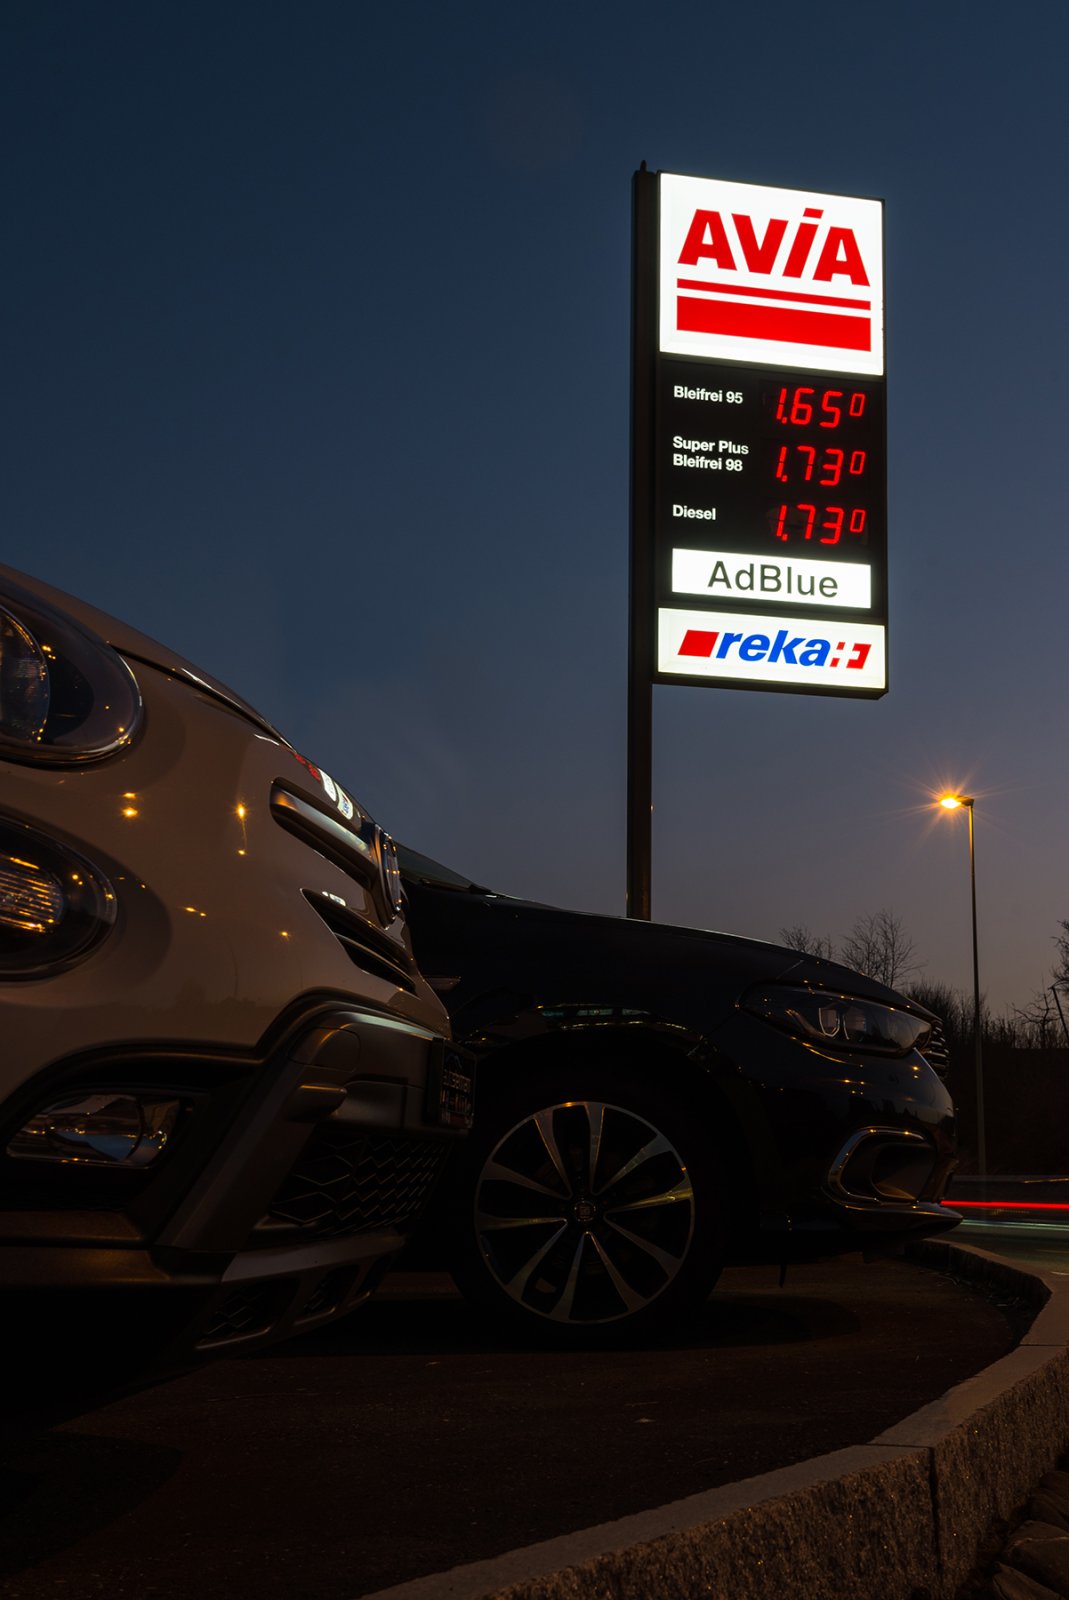 AViA
Bleifrei 95 1.65 0
Super Plus
Bleifrei 98 1.73 0
Diesel 1.73 0
AdBlue
reka